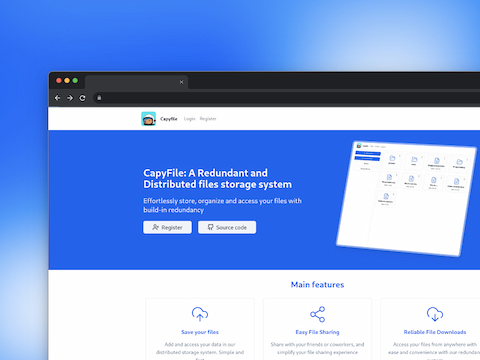 Capyfile Login Register
CapyFile: A Redundant and
Distributed files storage system
Effortlessly store, organize and access your files with
build-in redundancy
Register Source code
Main features
Save your files Easy File Sharing Reliable File Downloads
Add and access your data in our Share with your friends or coworkers, and Access your files from anywhere with
distributed storage system. Simple and simplify your file sharing experience ease and convenience with our redundant